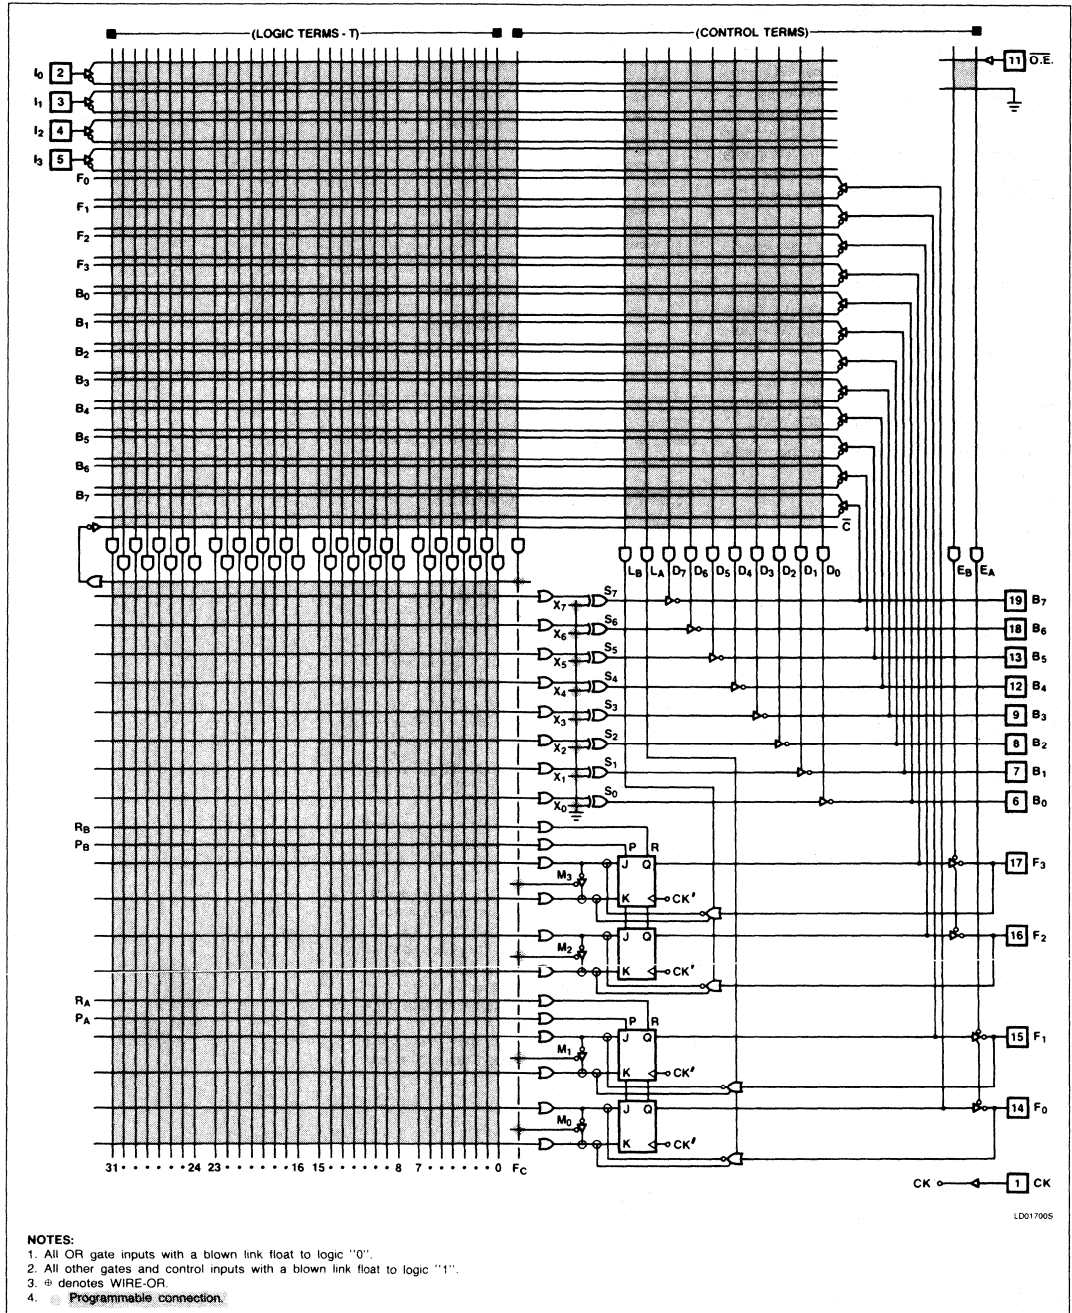 (LOGIC TERMS - T) (CONTROL TERMS)
I0 2 11 O.E.
I1 3
I2 4
I3 5
F0
F1
F2
F3
B0
B1
B2
B3
B4
B5
B6
B7
C
LB LA D7 D6 D5 D4 D3 D2 D1 D0 EB EA
X7 S7 19 B7
X6 S6 18 B6
X5 S5 13 B5
X4 S4 12 B4
X3 S3 9 B3
X2 S2 8 B2
X1 S1 7 B1
X0 S0 6 B0
RB
PB P R
J Q 17 F3
M3
K CK'
J Q 16 F2
M2
K CK'
RA
PA P R
J Q 15 F1
M1
K CK'
J Q 14 F0
M0
K CK'
31 • • • • • • 24 23 • • • • • • 16 15 • • • • • • 8 7 • • • • • • 0 FC
CK 1 CK
LD01700S
NOTES:
1. All OR gate inputs with a blown link float to logic "0".
2. All other gates and control inputs with a blown link float to logic "1".
3. ⊕ denotes WIRE-OR.
4. Programmable connection.